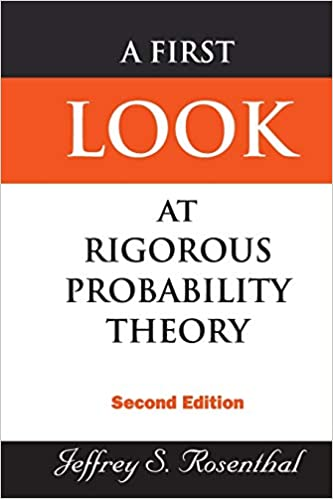 A FIRST
LOOK
AT
RIGOROUS
PROBABILITY
THEORY
Second Edition
Jeffrey S. Rosenthal